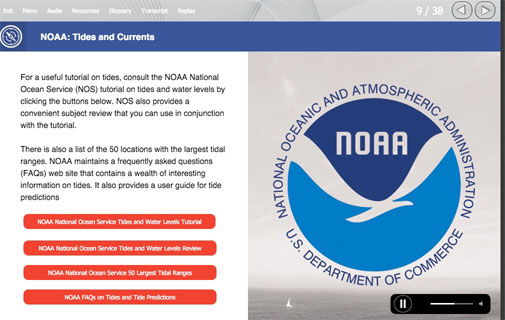 Exit Menu Audio Resources Glossary Transcript Replay
9 / 38
NOAA: Tides and Currents
For a useful tutorial on tides, consult the NOAA National
Ocean Service (NOS) tutorial on tides and water levels by
clicking the buttons below. NOS also provides a
convenient subject review that you can use in conjunction
with the tutorial.
There is also a list of the 50 locations with the largest tidal
ranges. NOAA maintains a frequently asked questions
(FAQs) web site that contains a wealth of interesting
information on tides. It also provides a user guide for tide
predictions
NOAA National Ocean Service Tides and Water Levels Tutorial
NOAA National Ocean Service Tides and Water Levels Review
NOAA National Ocean Service 50 Largest Tidal Ranges
NOAA FAQs on Tides and Tide Predictions
NATIONAL OCEANIC AND ATMOSPHERIC ADMINISTRATION
NOAA
U.S. DEPARTMENT OF COMMERCE